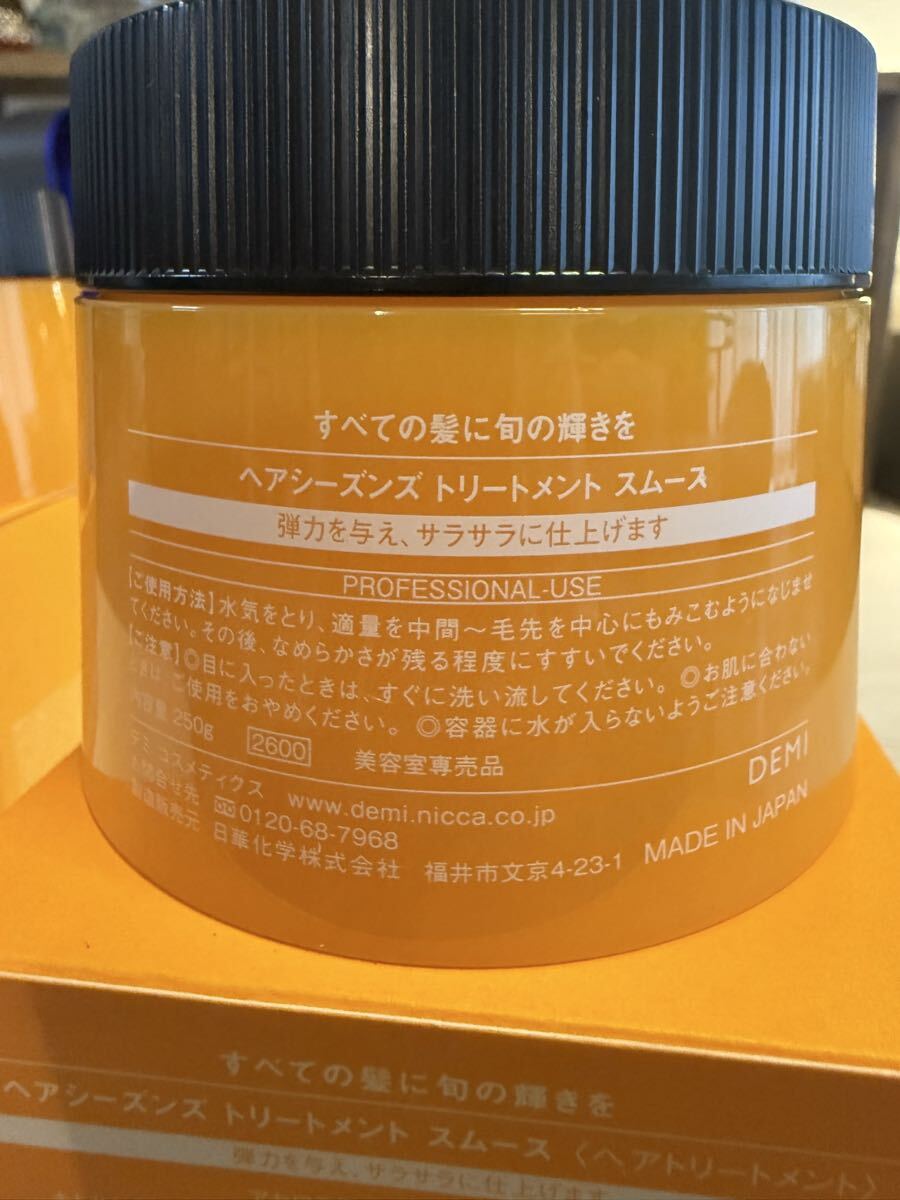 すべての髪に旬の輝きを
ヘアシーズンズ トリートメント スムース
弾力を与え、サラサラに仕上げます
PROFESSIONAL-USE
【ご使用方法】水気をとり、適量を中間〜毛先を中心にもみこむようになじませ
てください。その後、なめらかさが残る程度にすすいでください。
【ご注意】◎目に入ったときは、すぐに洗い流してください。 ◎お肌に合わない
ときは、ご使用をおやめください。 ◎容器に水が入らないようご注意ください。
内容量 250g 2600 美容室専売品
DEMI
デミ コスメティクス www.demi.nicca.co.jp
お問合せ先 0120-68-7968
製造販売元 日華化学株式会社 福井市文京4-23-1 MADE IN JAPAN
すべての髪に旬の輝きを
ヘアシーズンズ トリートメント スムース 〈ヘアトリートメント〉
弾力を与え、サラサラに仕上げます